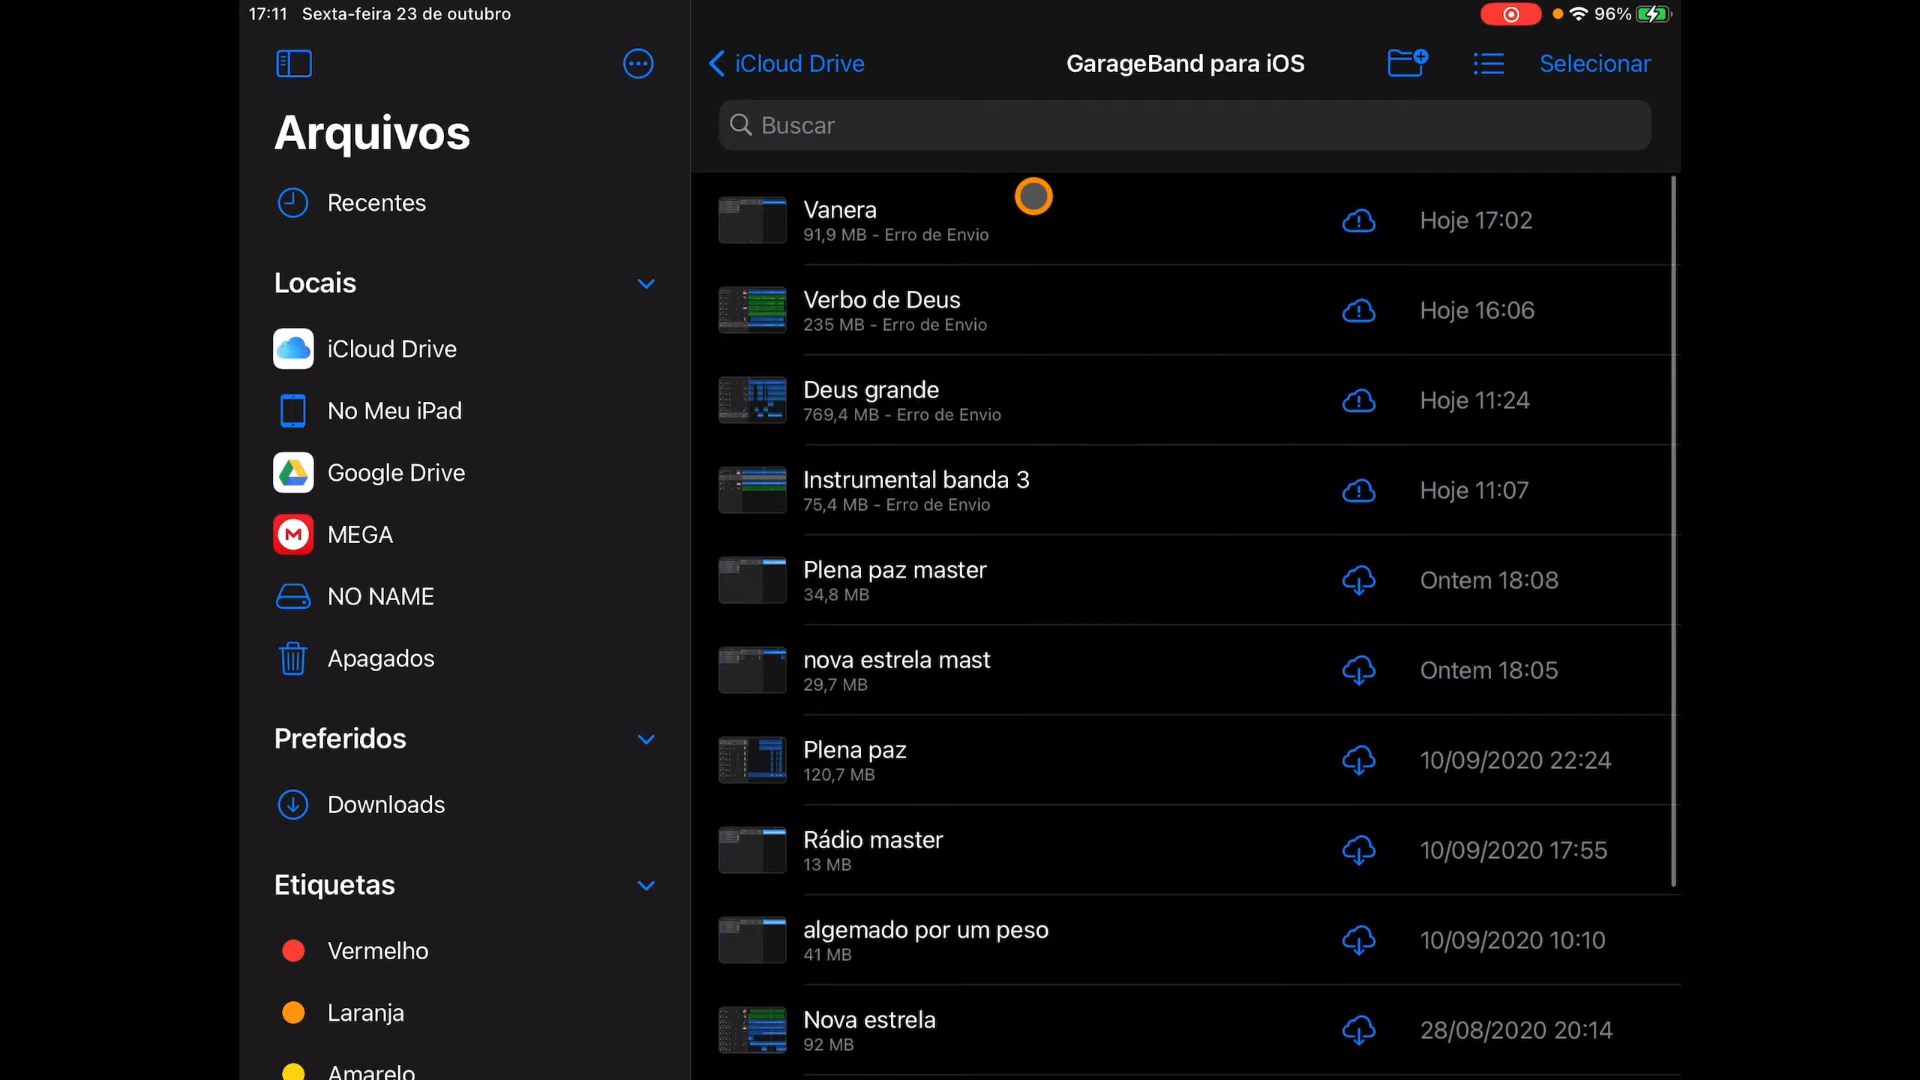 17:11 Sexta-feira 23 de outubro
96%
Arquivos
Recentes
Locais
iCloud Drive
No Meu iPad
Google Drive
MEGA
NO NAME
Apagados
Preferidos
Downloads
Etiquetas
Vermelho
Laranja
Amarelo
iCloud Drive
GarageBand para iOS
Selecionar
Buscar
Vanera
91,9 MB - Erro de Envio
Hoje 17:02
Verbo de Deus
235 MB - Erro de Envio
Hoje 16:06
Deus grande
769,4 MB - Erro de Envio
Hoje 11:24
Instrumental banda 3
75,4 MB - Erro de Envio
Hoje 11:07
Plena paz master
34,8 MB
Ontem 18:08
nova estrela mast
29,7 MB
Ontem 18:05
Plena paz
120,7 MB
10/09/2020 22:24
Rádio master
13 MB
10/09/2020 17:55
algemado por um peso
41 MB
10/09/2020 10:10
Nova estrela
92 MB
28/08/2020 20:14